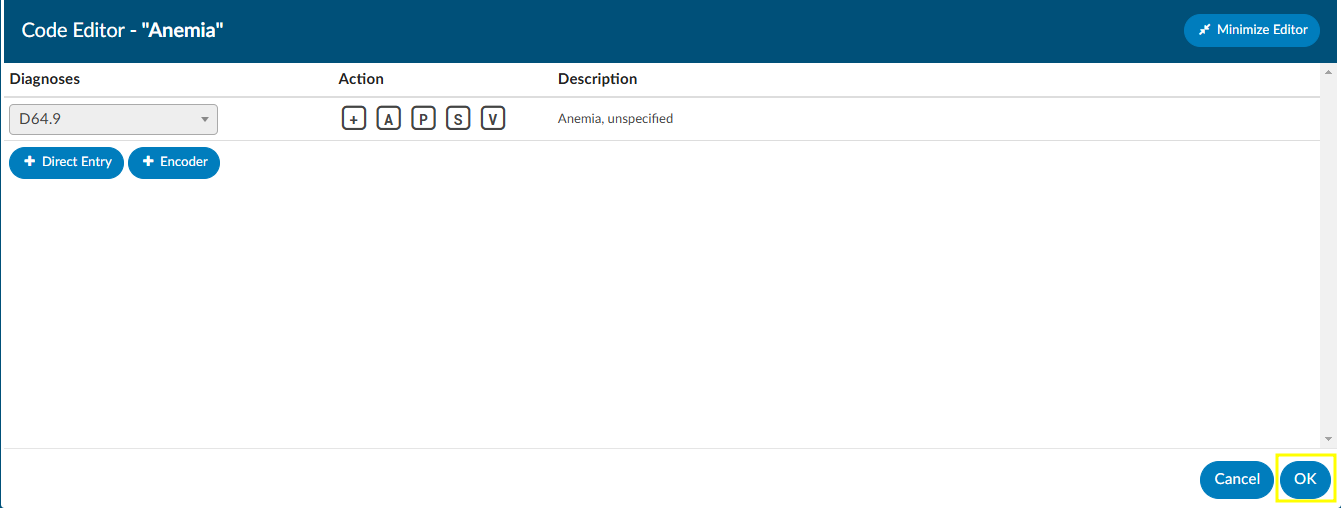 Code Editor - "Anemia"
Minimize Editor
Diagnoses Action Description
D64.9 + A P S V Anemia, unspecified
+ Direct Entry + Encoder
Cancel OK